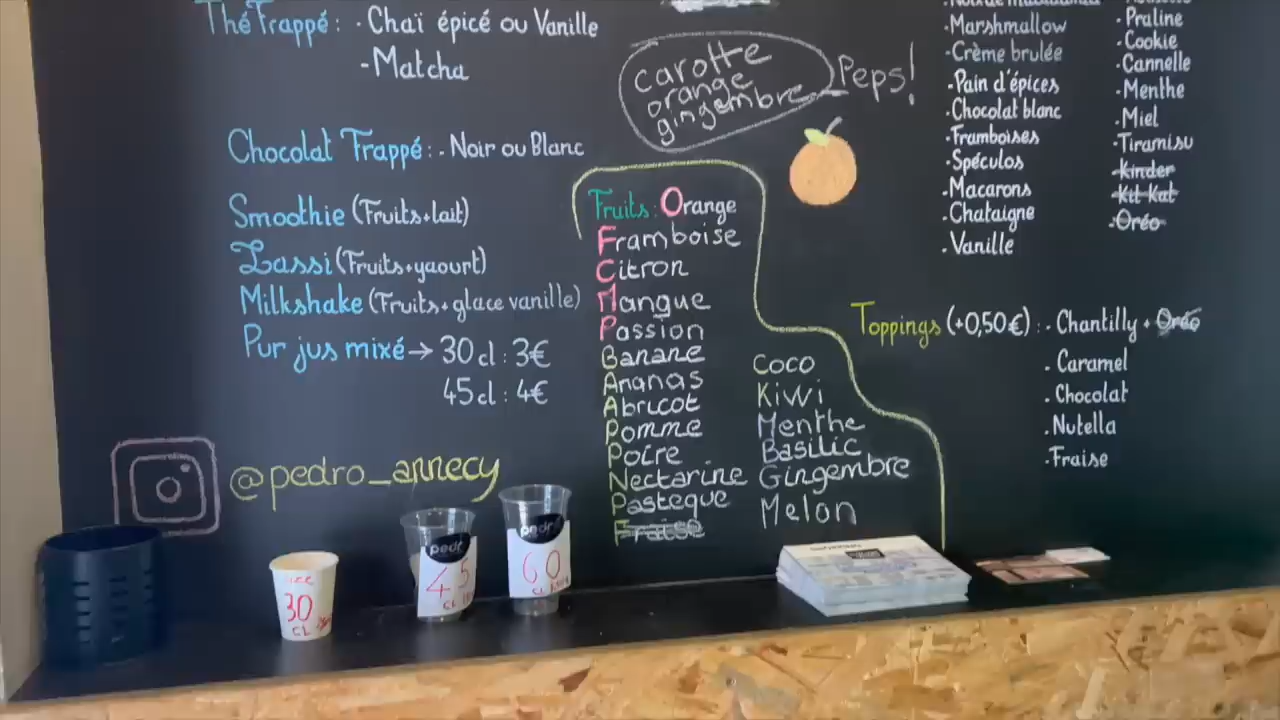 Thé Frappé : · Chaï épicé ou Vanille
- Matcha
Chocolat Frappé : · Noir ou Blanc
Smoothie (Fruits+lait)
Lassi (Fruits+yaourt)
Milkshake (Fruits+glace vanille)
Pur jus mixé → 30 cl : 3€
45 cl : 4€
@pedro_annecy
carotte
orange
gingembre
Peps!
Fruits : Orange
Framboise
Citron
Mangue
Passion
Banane
Ananas
Abricot
Pomme
Poire
Nectarine
Pasteque
Fraise
Coco
Kiwi
Menthe
Basilic
Gingembre
Melon
· Marshmallow
· Crème brulée
· Pain d'épices
· Chocolat blanc
· Framboises
· Spéculos
· Macarons
· Chataigne
· Vanille
· Praline
· Cookie
· Cannelle
· Menthe
· Miel
· Tiramisu
· Kinder
· Kit Kat
· Oréo
Toppings (+0,50€) : · Chantilly + Oréo
· Caramel
· Chocolat
· Nutella
· Fraise
30
CL
pedr
45
CL
pedr
60
CL